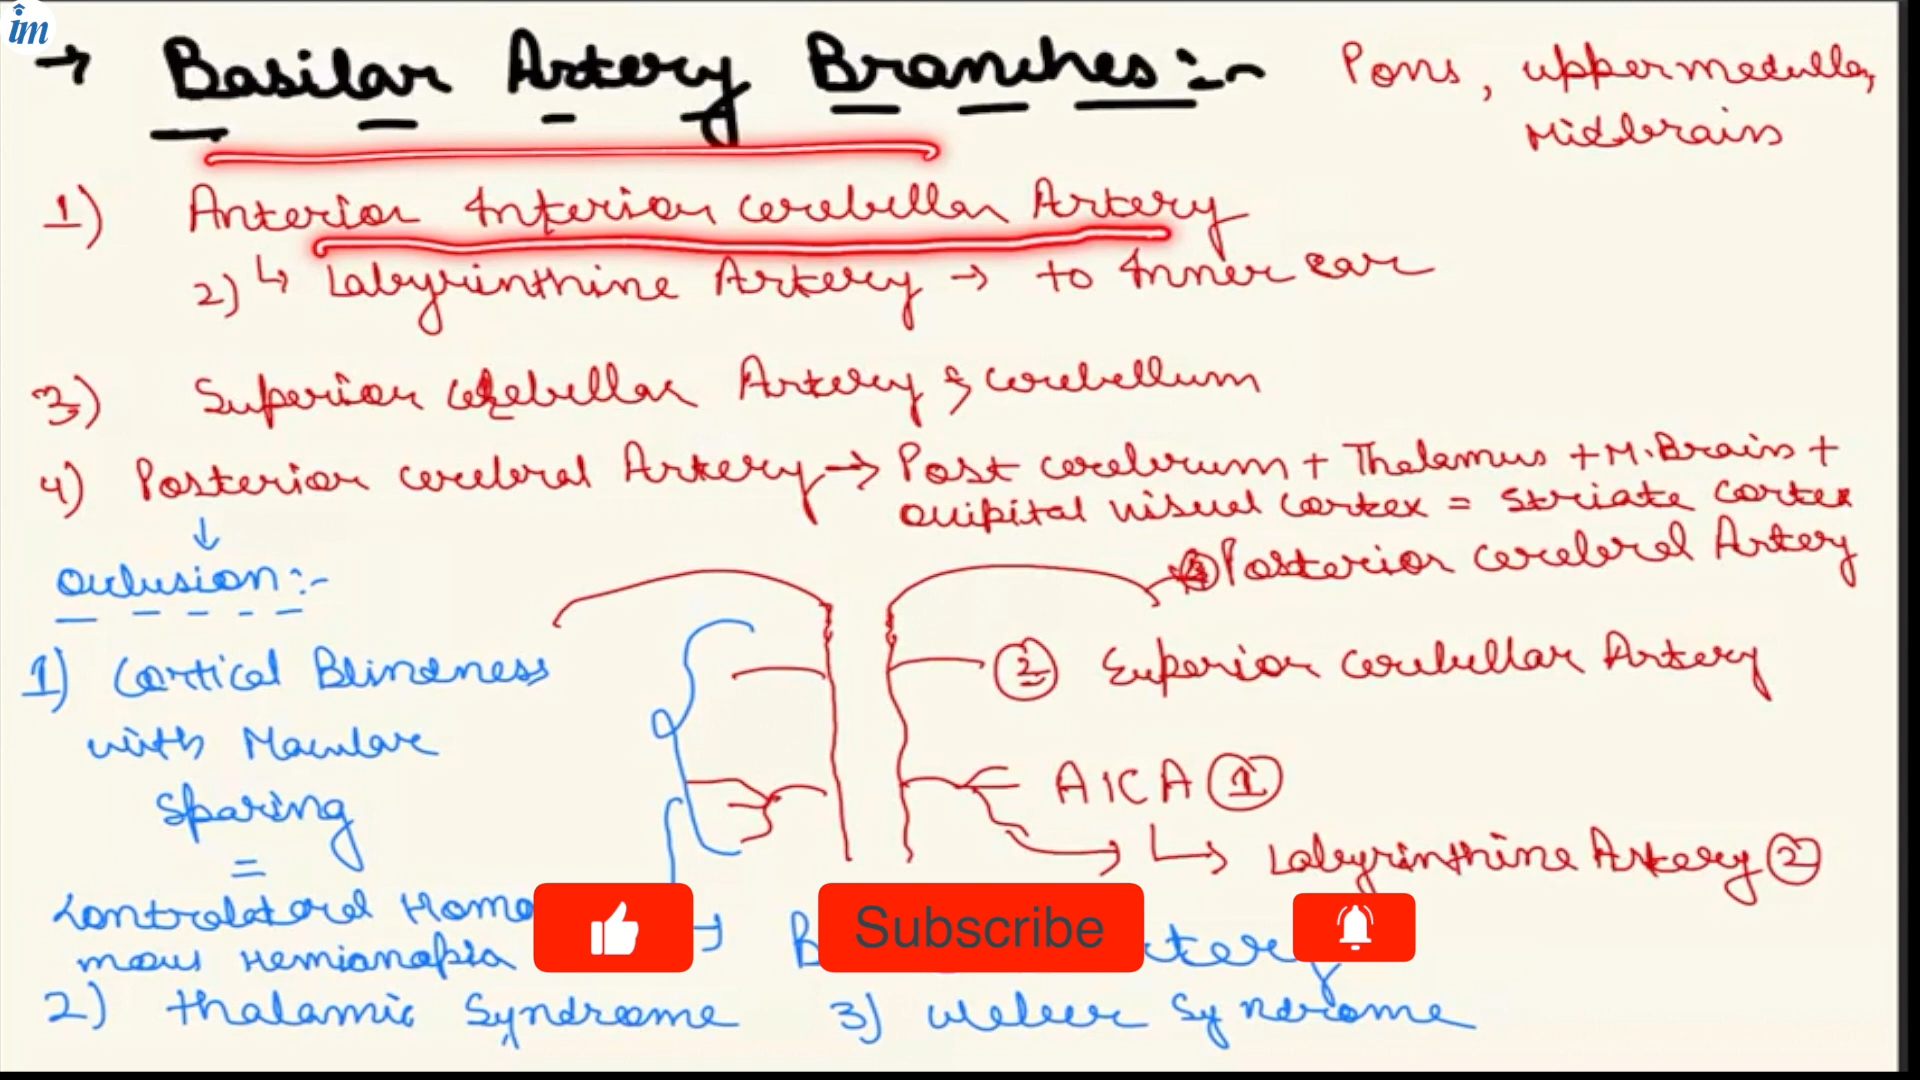 im
→ Basilar Artery Branches:-
Pons, upper medulla,
Midbrain
1) Anterior Inferior cerebellar Artery
2) ↳ Labyrinthine Artery → to Inner ear
3) Superior cerebellar Artery → cerebellum
4) Posterior cerebral Artery → Post cerebrum + Thalamus + M.Brain +
occipital visual cortex = striate cortex
↓
Occlusion:-
1) Cortical Blindness
with Macular
Sparing
=
Contralateral Homo
mous Hemianopia
2) Thalamic Syndrome
3) Weber Syndrome
Posterior cerebral Artery
3 Superior cerebellar Artery
AICA 1
↳ Labyrinthine Artery 2
Subscribe